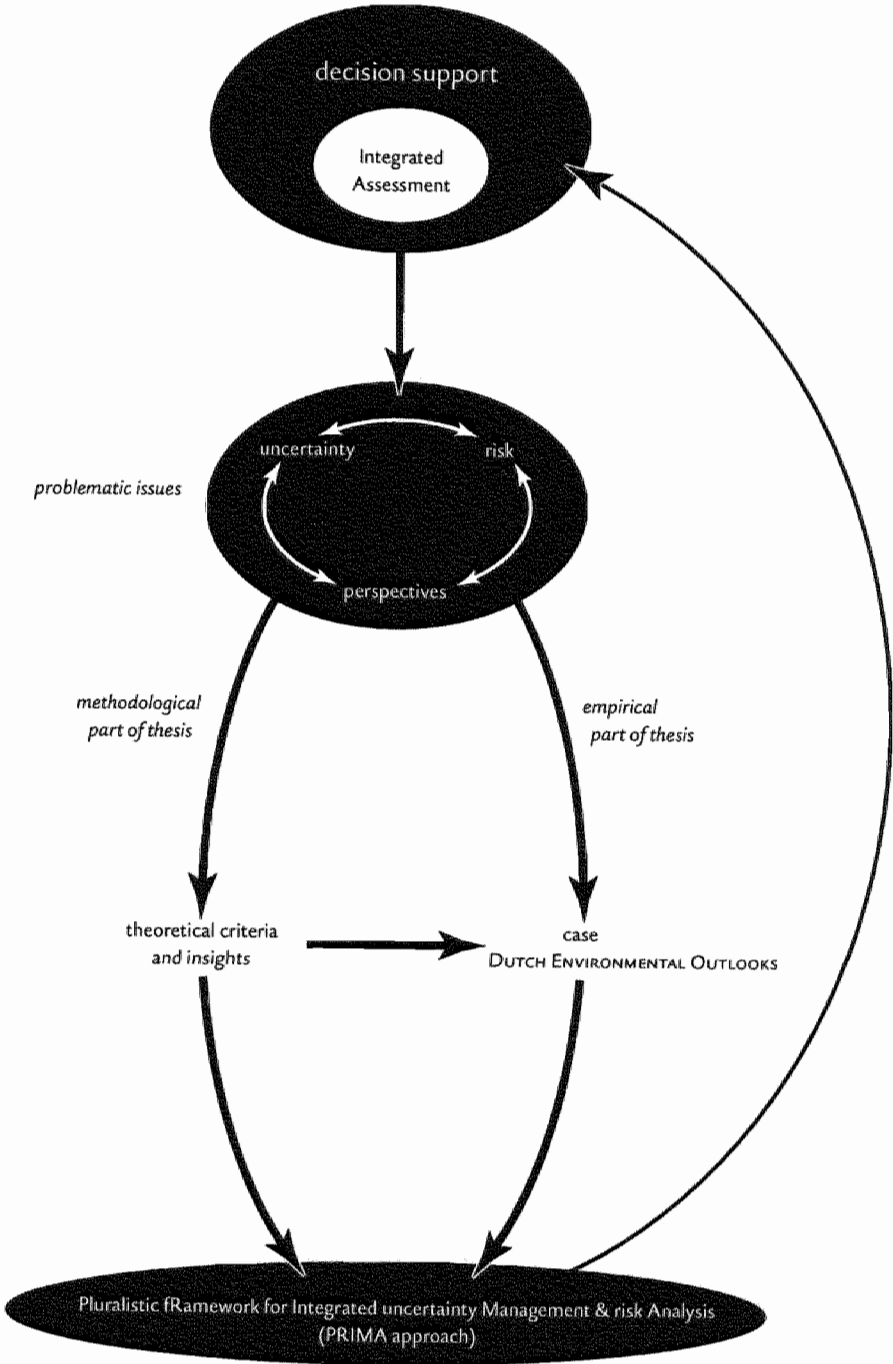 decision support
Integrated
Assessment
uncertainty
risk
problematic issues
perspectives
methodological
part of thesis
empirical
part of thesis
theoretical criteria
and insights
case
DUTCH ENVIRONMENTAL OUTLOOKS
Pluristic fRamework for Integrated uncertainty Management & risk Analysis
(PRIMA approach)